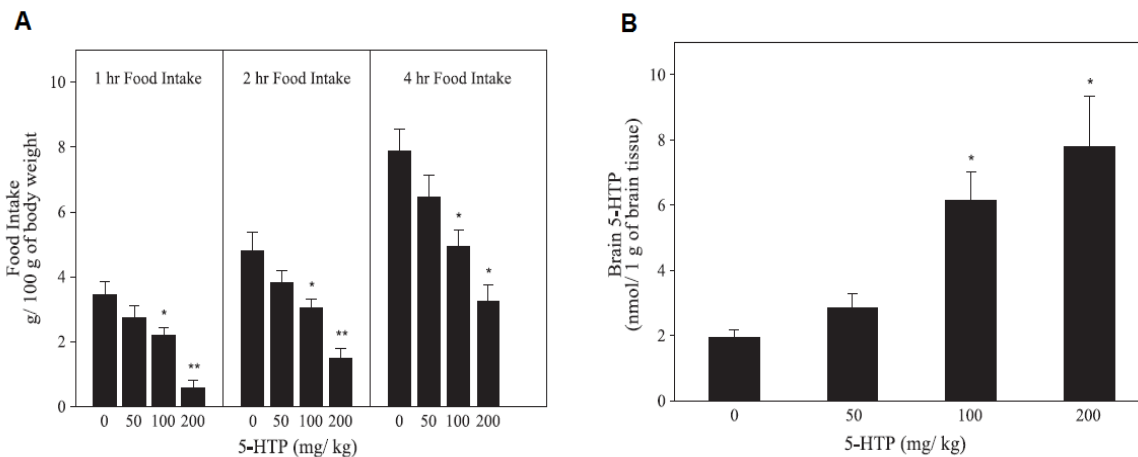 A
1 hr Food Intake 2 hr Food Intake 4 hr Food Intake
Food Intake
g/ 100 g of body weight
10
8
6
4
2
0
*
**
*
**
*
*
0 50 100 200 0 50 100 200 0 50 100 200
5-HTP (mg/ kg)
B
Brain 5-HTP
(nmol/ 1 g of brain tissue)
10
8
6
4
2
0
*
*
0 50 100 200
5-HTP (mg/ kg)